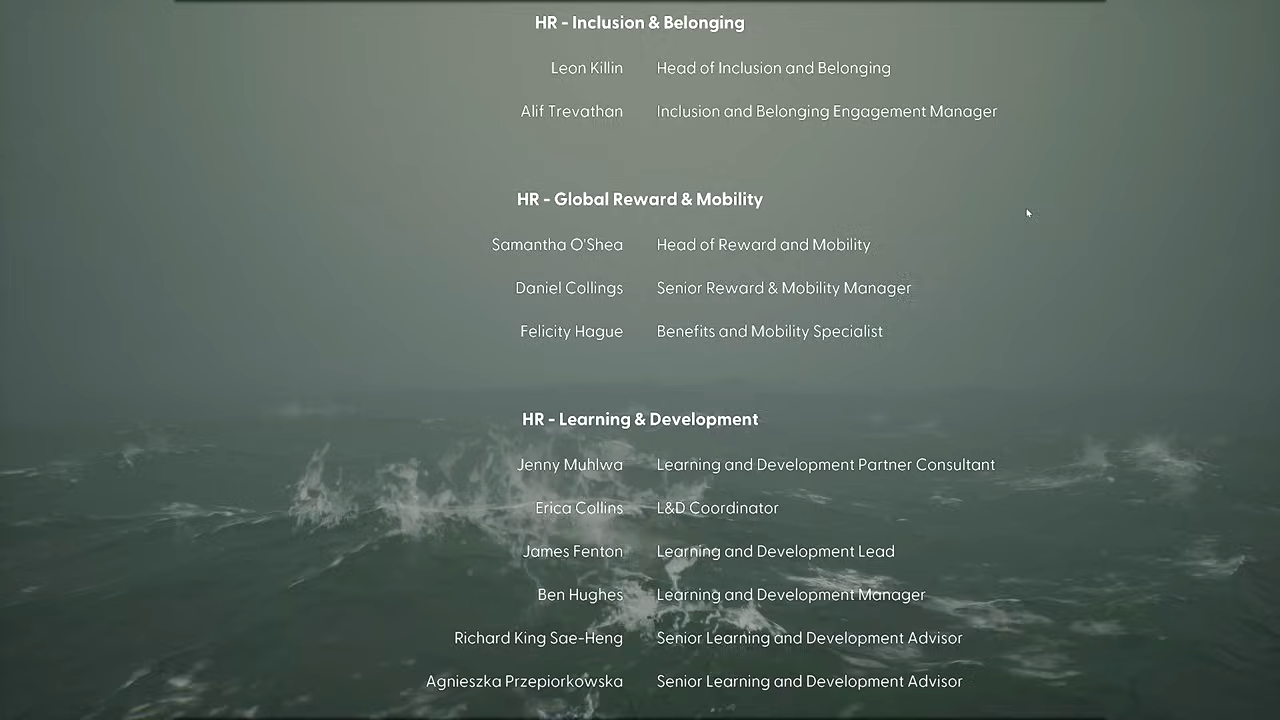 HR - Inclusion & Belonging
Leon Killin Head of Inclusion and Belonging
Alif Trevathan Inclusion and Belonging Engagement Manager
HR - Global Reward & Mobility
Samantha O'Shea Head of Reward and Mobility
Daniel Collings Senior Reward & Mobility Manager
Felicity Hague Benefits and Mobility Specialist
HR - Learning & Development
Jenny Muhlwa Learning and Development Partner Consultant
Erica Collins L&D Coordinator
James Fenton Learning and Development Lead
Ben Hughes Learning and Development Manager
Richard King Sae-Heng Senior Learning and Development Advisor
Agnieszka Przepiorkowska Senior Learning and Development Advisor